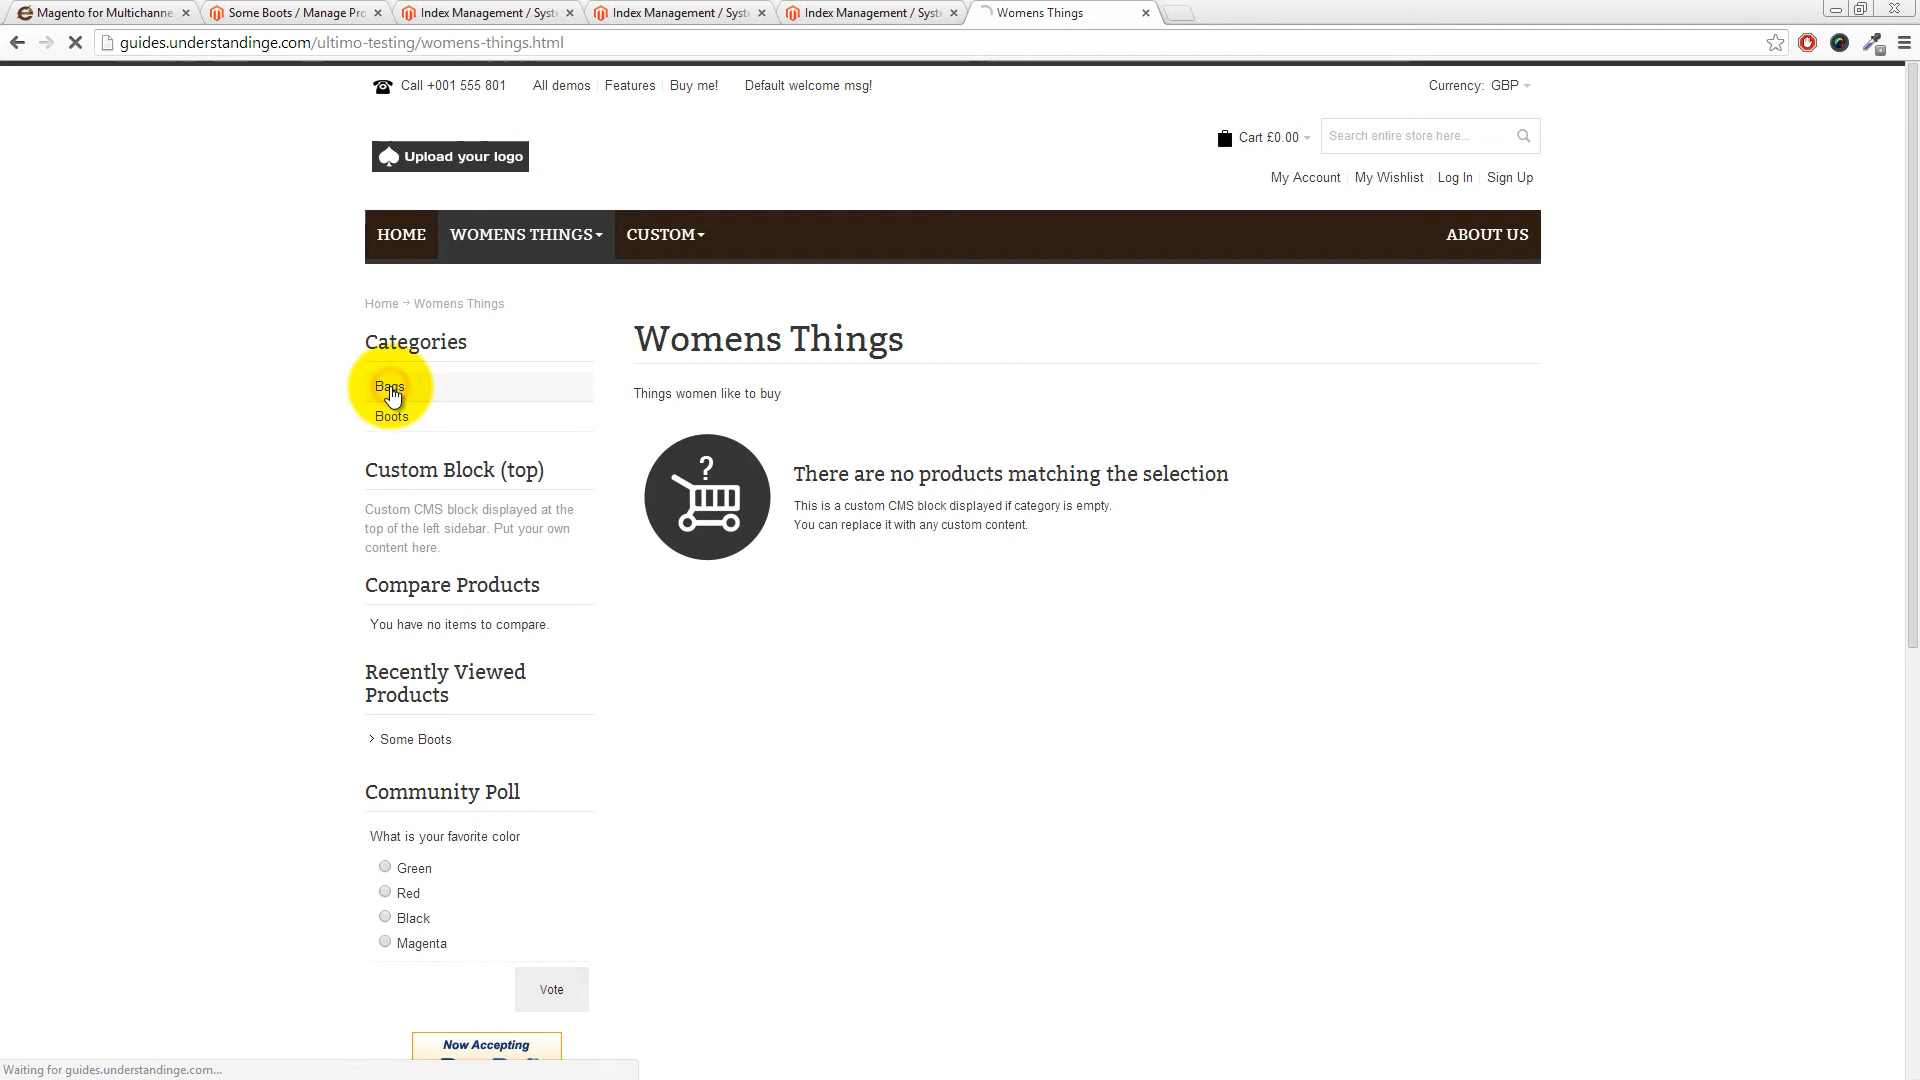 Magento for Multichanne
Some Boots / Manage Pro
Index Management / Syste
Index Management / Syste
Index Management / Syste
Womens Things
guides.understandinge.com/ultimo-testing/womens-things.html
Call +001 555 801
All demos
Features
Buy me!
Default welcome msg!
Currency: GBP
Upload your logo
Cart £0.00
Search entire store here...
My Account
My Wishlist
Log In
Sign Up
HOME
WOMENS THINGS
CUSTOM
ABOUT US
Home → Womens Things
Categories
Bags
Boots
Womens Things
Things women like to buy
There are no products matching the selection
This is a custom CMS block displayed if category is empty.
You can replace it with any custom content.
Custom Block (top)
Custom CMS block displayed at the
top of the left sidebar. Put your own
content here.
Compare Products
You have no items to compare.
Recently Viewed
Products
Some Boots
Community Poll
What is your favorite color
Green
Red
Black
Magenta
Vote
Now Accepting
Waiting for guides.understandinge.com...